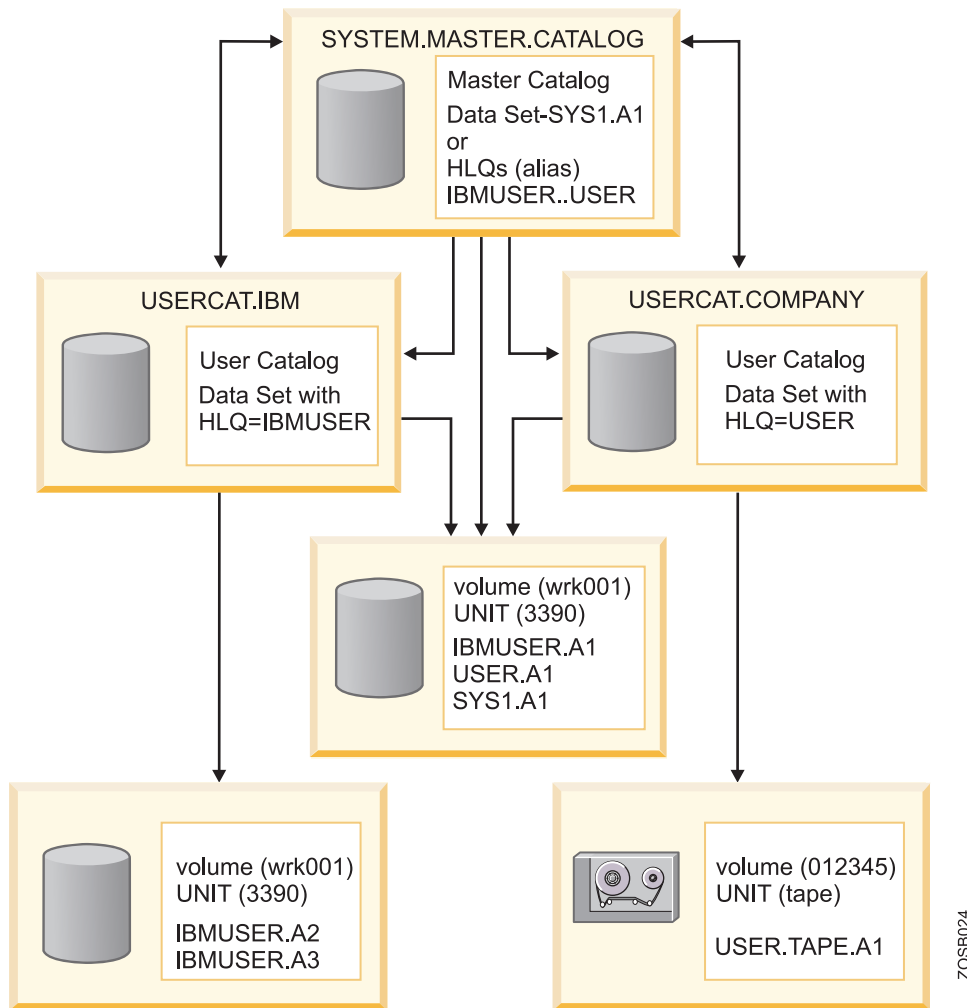 SYSTEM.MASTER.CATALOG
Master Catalog
Data Set-SYS1.A1
or
HLQs (alias)
IBMUSER..USER
USERCAT.IBM
User Catalog
Data Set with
HLQ=IBMUSER
USERCAT.COMPANY
User Catalog
Data Set with
HLQ=USER
volume (wrk001)
UNIT (3390)
IBMUSER.A1
USER.A1
SYS1.A1
volume (wrk001)
UNIT (3390)
IBMUSER.A2
IBMUSER.A3
volume (012345)
UNIT (tape)
USER.TAPE.A1
ZOSB024